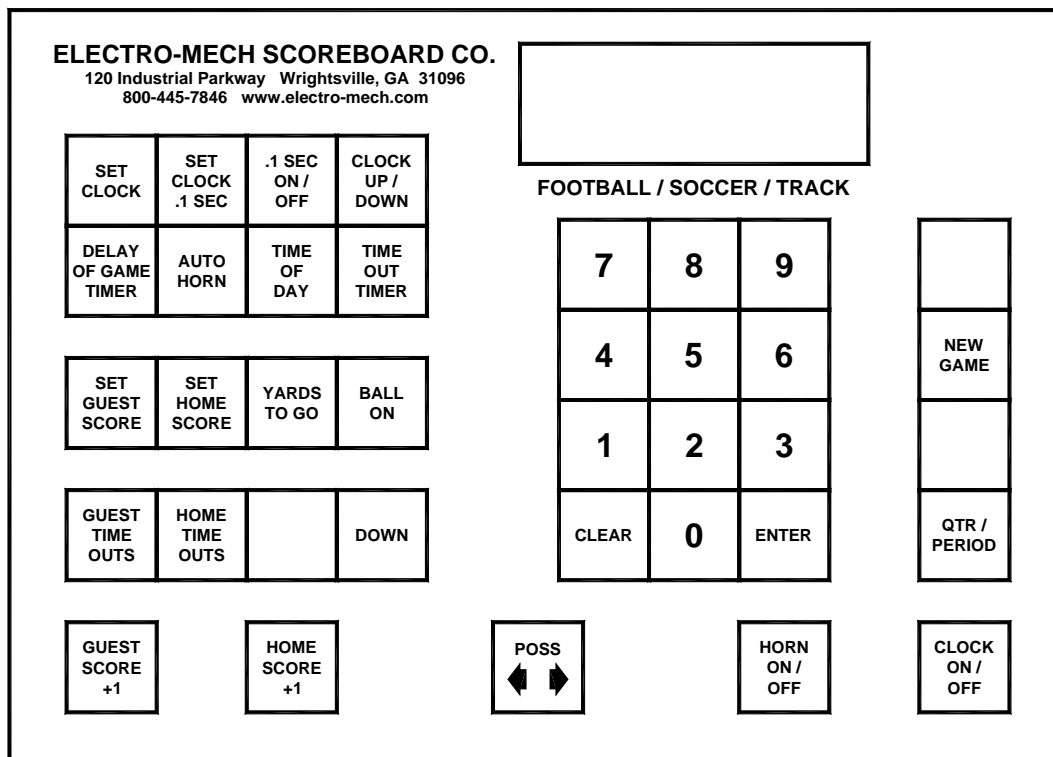 ELECTRO-MECH SCOREBOARD CO.
120 Industrial Parkway Wrightsville, GA 31096
800-445-7846 www.electro-mech.com
SET
CLOCK
SET
CLOCK
.1 SEC
.1 SEC
ON /
OFF
CLOCK
UP /
DOWN
DELAY
OF GAME
TIMER
AUTO
HORN
TIME
OF
DAY
TIME
OUT
TIMER
SET
GUEST
SCORE
SET
HOME
SCORE
YARDS
TO GO
BALL
ON
GUEST
TIME
OUTS
HOME
TIME
OUTS
DOWN
GUEST
SCORE
+1
HOME
SCORE
+1
FOOTBALL / SOCCER / TRACK
7
8
9
4
5
6
1
2
3
CLEAR
0
ENTER
NEW
GAME
QTR /
PERIOD
POSS
HORN
ON /
OFF
CLOCK
ON /
OFF